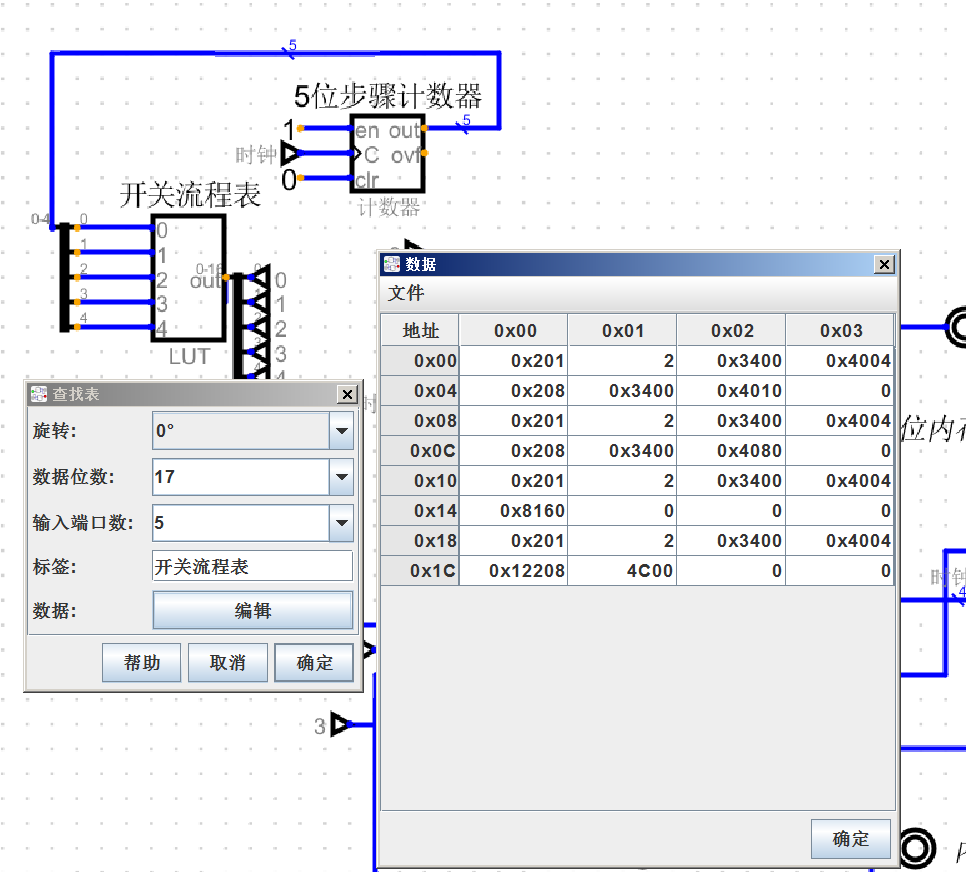 5
5位步骤计数器
1 en out 5
时钟 C ovf
0 clr
计数器
开关流程表
0-4 0 0
1 1
2 2 out 0-16 0
3 3 1
4 4 2
LUT 3
4
查找表
旋转: 0°
数据位数: 17
输入端口数: 5
标签: 开关流程表
数据: 编辑
帮助 取消 确定
3
数据
文件
地址 0x00 0x01 0x02 0x03
0x00 0x201 2 0x3400 0x4004
0x04 0x208 0x3400 0x4010 0
0x08 0x201 2 0x3400 0x4004
0x0C 0x208 0x3400 0x4080 0
0x10 0x201 2 0x3400 0x4004
0x14 0x8160 0 0 0
0x18 0x201 2 0x3400 0x4004
0x1C 0x12208 4C00 0 0
确定
位内
时钟
4